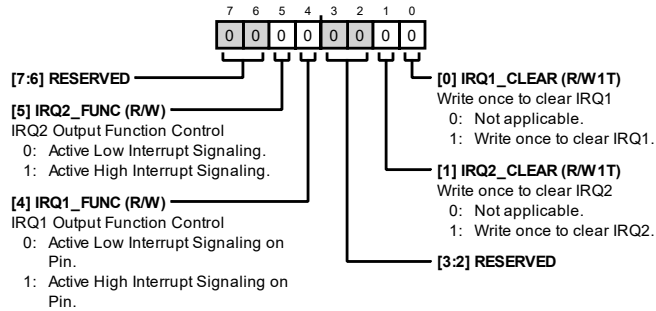 7 6 5 4 3 2 1 0
0 0 0 0 0 0 0 0
[7:6] RESERVED
[5] IRQ2_FUNC (R/W)
IRQ2 Output Function Control
0: Active Low Interrupt Signaling.
1: Active High Interrupt Signaling.
[4] IRQ1_FUNC (R/W)
IRQ1 Output Function Control
0: Active Low Interrupt Signaling on
Pin.
1: Active High Interrupt Signaling on
Pin.
[0] IRQ1_CLEAR (R/W1T)
Write once to clear IRQ1
0: Not applicable.
1: Write once to clear IRQ1.
[1] IRQ2_CLEAR (R/W1T)
Write once to clear IRQ2
0: Not applicable.
1: Write once to clear IRQ2.
[3:2] RESERVED